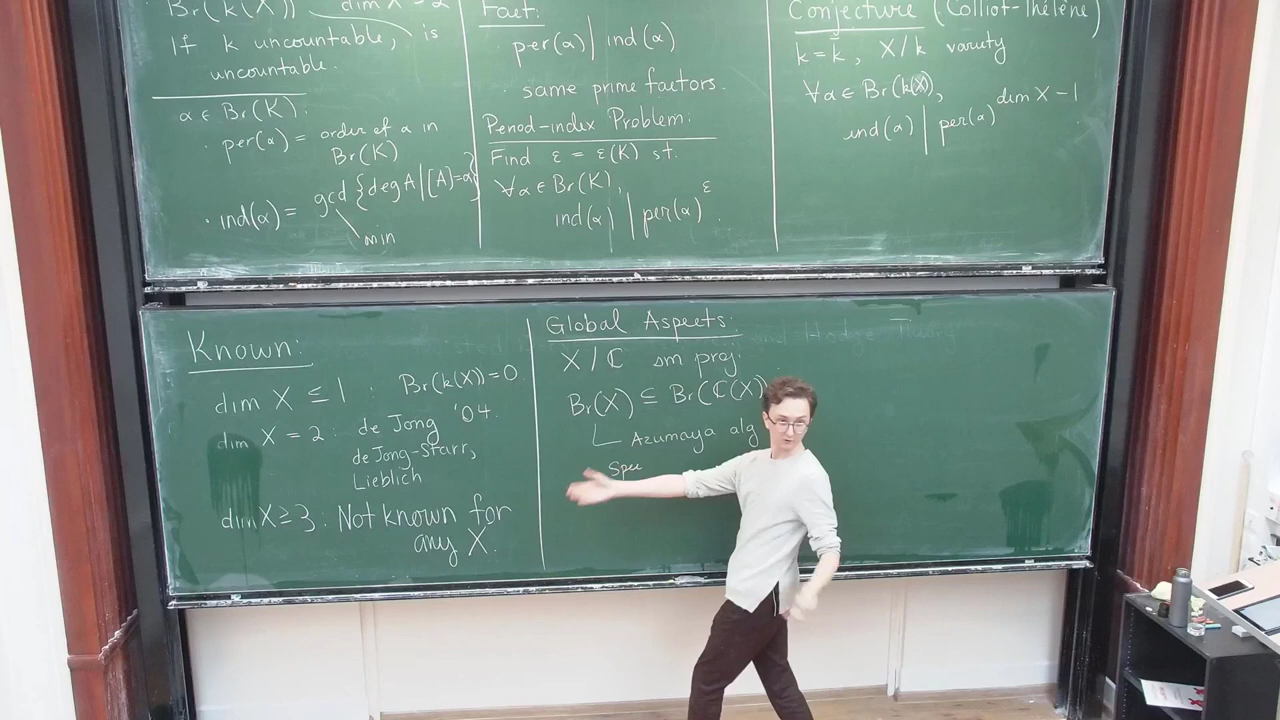 Br(k(X)) dim X = 2
If k uncountable, is
uncountable.
α ∈ Br(K).
· per(α) = order of α in
Br(K)
· ind(α) = gcd {deg A | [A]=α}
min
Fact:
per(α) | ind(α)
· same prime factors.
Period-index Problem:
Find ε = ε(K) st.
∀α ∈ Br(K),
ind(α) | per(α)^ε.
Conjecture (Colliot-Thélène)
k = k̄, X/k variety
∀α ∈ Br(k(X)),
ind(α) | per(α)^dim X − 1
Known:
dim X ≤ 1 : Br(k(X)) = 0
dim X = 2 : de Jong '04.
de Jong-Starr,
Lieblich
dim X ≥ 3 : Not known for
any X.
Global Aspects:
X / ℂ sm proj.
Br(X) ⊆ Br(ℂ(X))
Azumaya alg
Spec